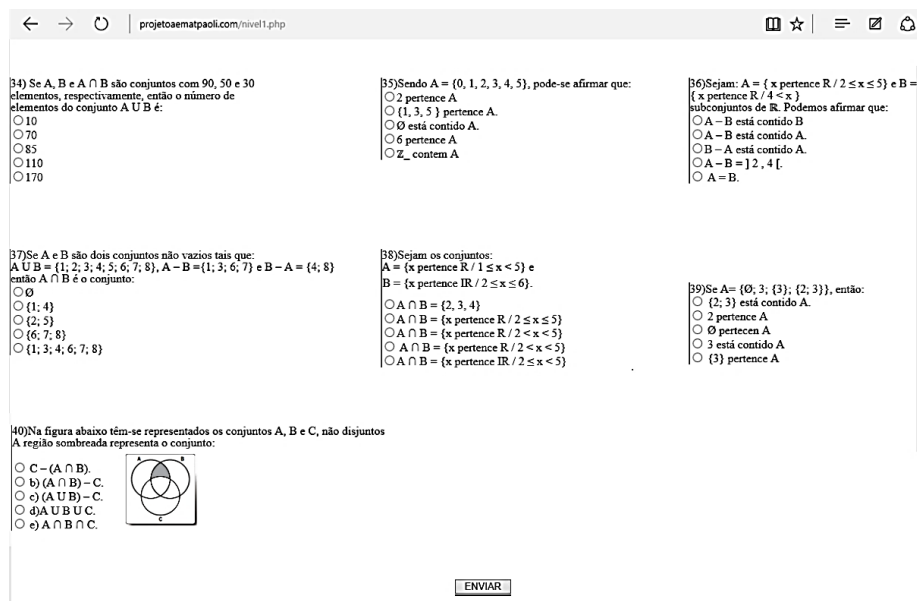 projetoaematpaoli.com/nivel1.php
34) Se A, B e A ∩ B são conjuntos com 90, 50 e 30
elementos, respectivamente, então o número de
elementos do conjunto A U B é:
10
70
85
110
170
35)Sendo A = {0, 1, 2, 3, 4, 5}, pode-se afirmar que:
2 pertence A
{1, 3, 5 } pertence A.
Ø está contido A.
6 pertence A
Z_ contem A
36)Sejam: A = { x pertence R / 2 ≤ x ≤ 5} e B =
{ x pertence R / 4 < x }
subconjuntos de ℝ. Podemos afirmar que:
A – B está contido B
A – B está contido A.
B – A está contido A.
A – B = ] 2 , 4 [.
A = B.
37)Se A e B são dois conjuntos não vazios tais que:
A U B = {1; 2; 3; 4; 5; 6; 7; 8}, A – B ={1; 3; 6; 7} e B – A = {4; 8}
então A ∩ B é o conjunto:
Ø
{1; 4}
{2; 5}
{6; 7; 8}
{1; 3; 4; 6; 7; 8}
38)Sejam os conjuntos:
A = {x pertence R / 1 ≤ x < 5} e
B = {x pertence IR / 2 ≤ x ≤ 6}.
A ∩ B = {2, 3, 4}
A ∩ B = {x pertence R / 2 ≤ x ≤ 5}
A ∩ B = {x pertence R / 2 < x < 5}
A ∩ B = {x pertence R / 2 < x ≤ 5}
A ∩ B = {x pertence IR / 2 ≤ x < 5}
39)Se A= {Ø; 3; {3}; {2; 3}}, então:
{2; 3} está contido A.
2 pertence A
Ø pertecen A
3 está contido A
{3} pertence A
40)Na figura abaixo têm-se representados os conjuntos A, B e C, não disjuntos
A região sombreada representa o conjunto:
C – (A ∩ B).
b) (A ∩ B) – C.
c) (A U B) – C.
d)A U B U C.
e) A ∩ B ∩ C.
A B
C
ENVIAR